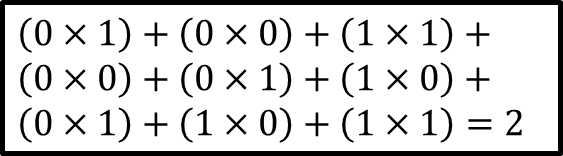 (0 × 1) + (0 × 0) + (1 × 1) +
(0 × 0) + (0 × 1) + (1 × 0) +
(0 × 1) + (1 × 0) + (1 × 1) = 2